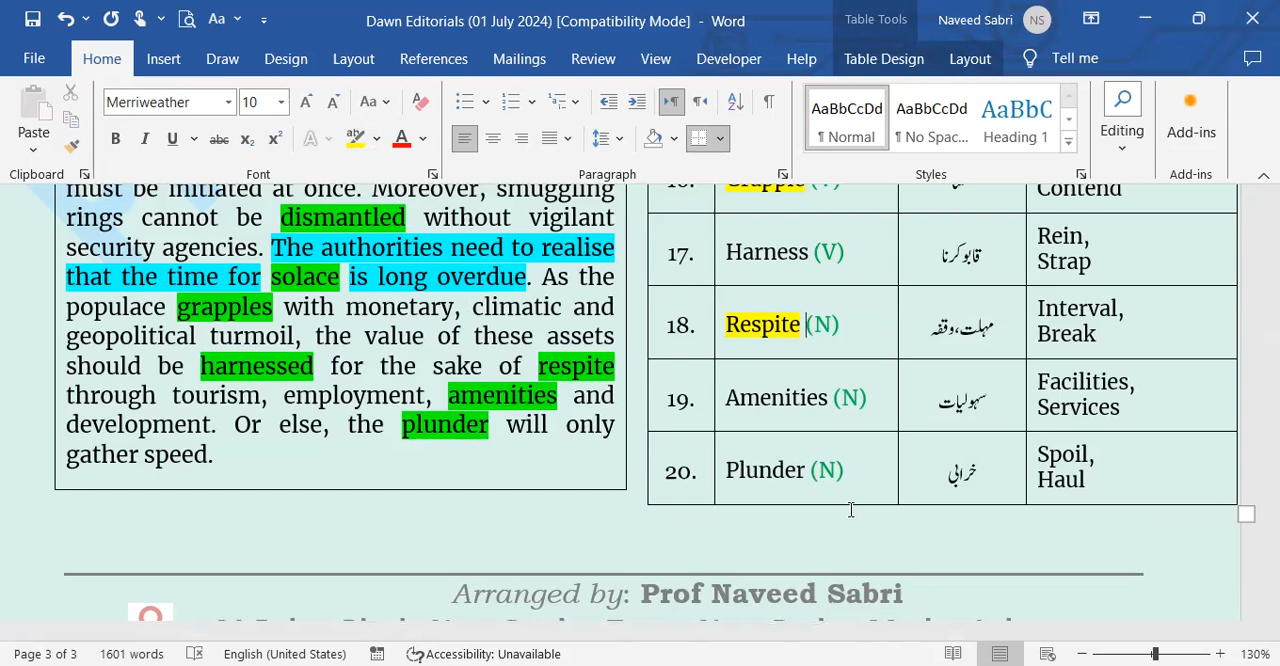 Aa
Dawn Editorials (01 July 2024) [Compatibility Mode] - Word
Table Tools
Naveed Sabri
NS
File
Home
Insert
Draw
Design
Layout
References
Mailings
Review
View
Developer
Help
Table Design
Layout
Tell me
Paste
Clipboard
Merriweather
10
Aa
Font
Paragraph
AaBbCcDd
¶ Normal
AaBbCcDd
¶ No Spac...
AaBbC
Heading 1
Styles
Editing
Add-ins
Add-ins
must be initiated at once. Moreover, smuggling
rings cannot be dismantled without vigilant
security agencies. The authorities need to realise
that the time for solace is long overdue. As the
populace grapples with monetary, climatic and
geopolitical turmoil, the value of these assets
should be harnessed for the sake of respite
through tourism, employment, amenities and
development. Or else, the plunder will only
gather speed.
16. Grapple (V) Contend
17. Harness (V) قابو کرنا Rein,
Strap
18. Respite (N) مہلت، وقفہ Interval,
Break
19. Amenities (N) سہولیات Facilities,
Services
20. Plunder (N) خرابی Spoil,
Haul
Arranged by: Prof Naveed Sabri
Page 3 of 3
1601 words
English (United States)
Accessibility: Unavailable
130%